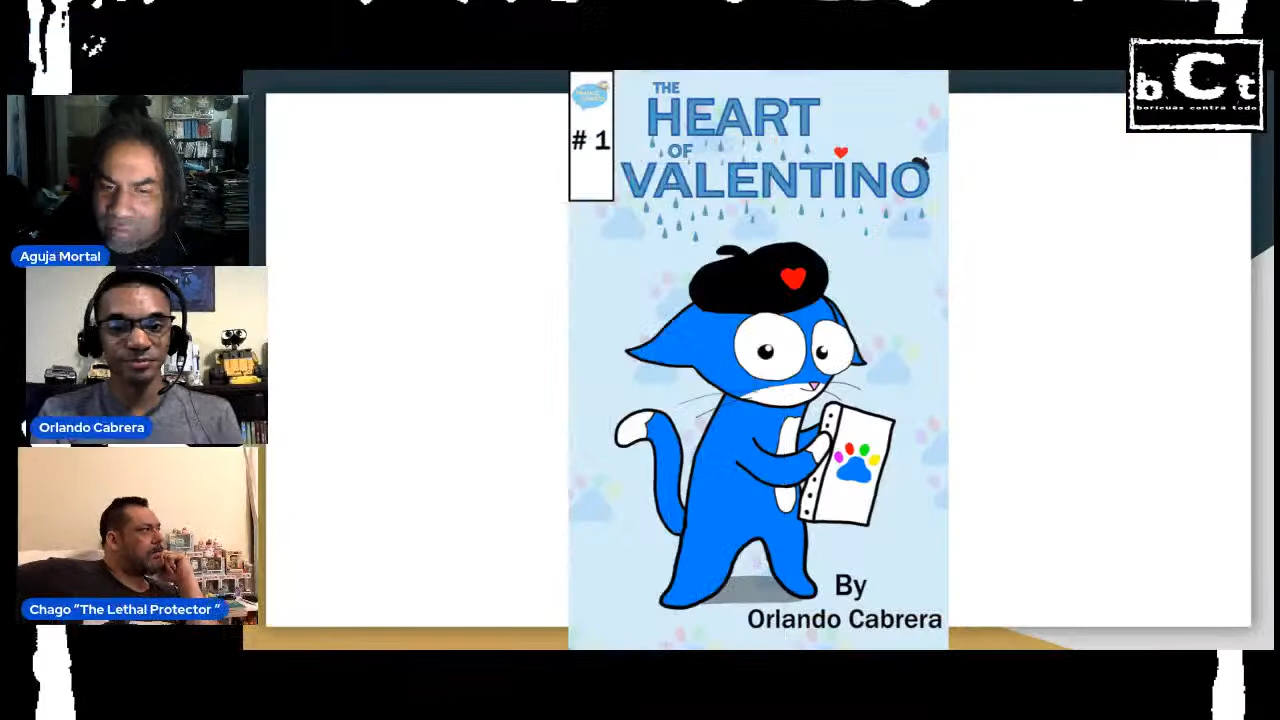 bCt
boricuas contra todo
Aguja Mortal
Orlando Cabrera
Chago "The Lethal Protector "
# 1
THE
HEART
OF
VALENTINO
By
Orlando Cabrera